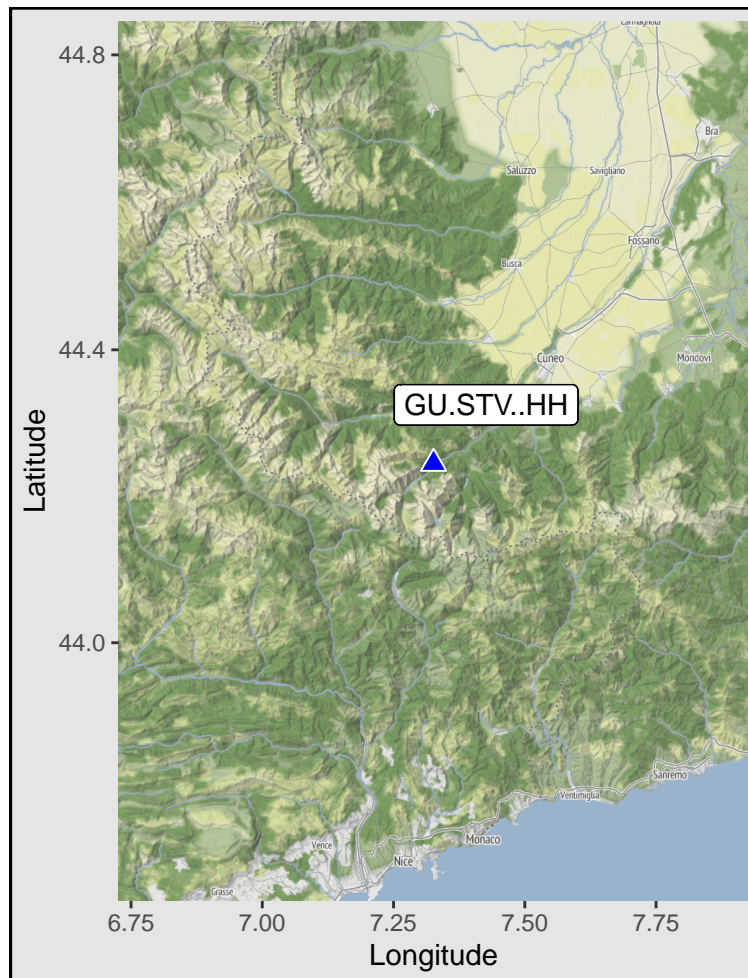 Carmagnola
44.8
Bra
Saluzzo
Savigliano
Fossano
Busca
44.4
Cuneo
Mondovì
GU.STV..HH
Latitude
44.0
Sanremo
Ventimiglia
Monaco
Vence
Nice
Grasse
6.75 7.00 7.25 7.50 7.75
Longitude